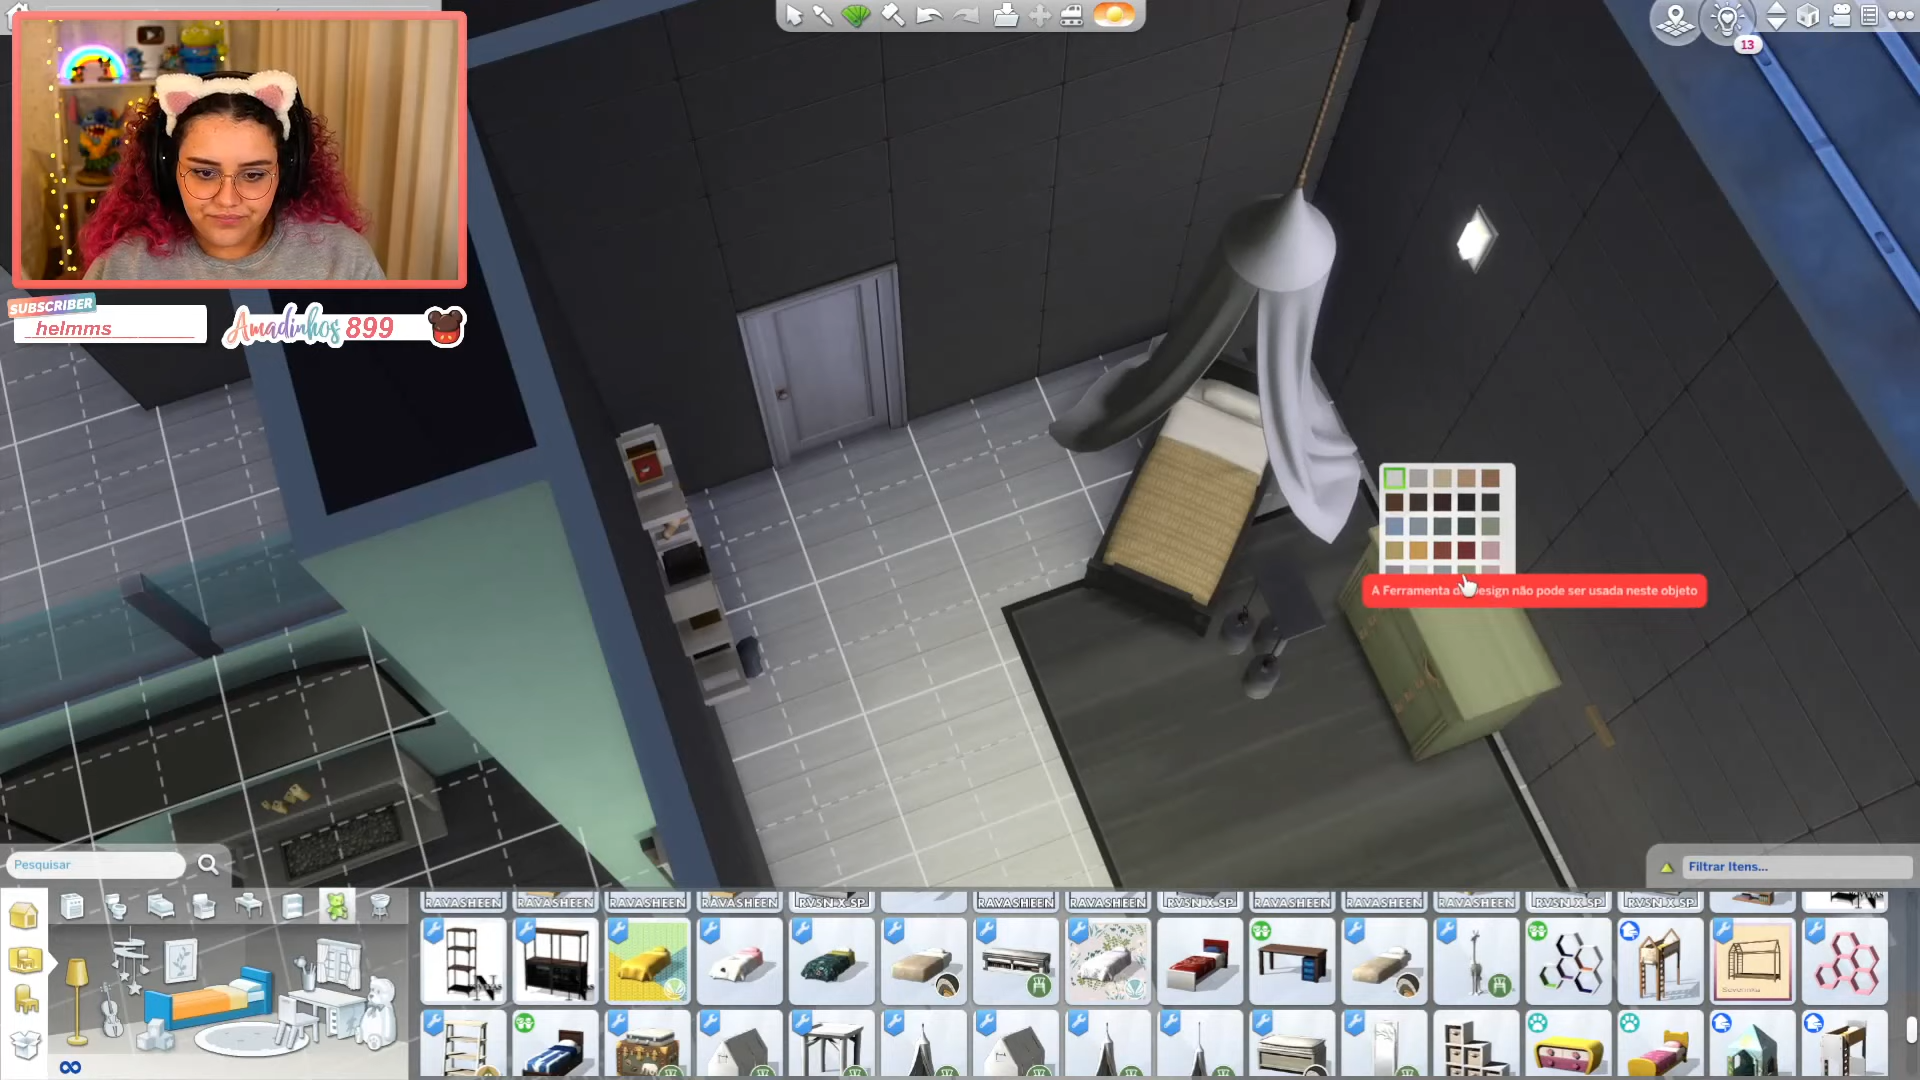 13
SUBSCRIBER
helmms
Amadinhos 899
A Ferramenta d design não pode ser usada neste objeto
Pesquisar
Filtrar Itens...
RAVASHEEN RAVASHEEN RAVASHEEN RAVASHEEN RVSN X SP RAVASHEEN RAVASHEEN RVSN X SP RAVASHEEN RAVASHEEN RAVASHEEN RVSN X SP RVSN X SP